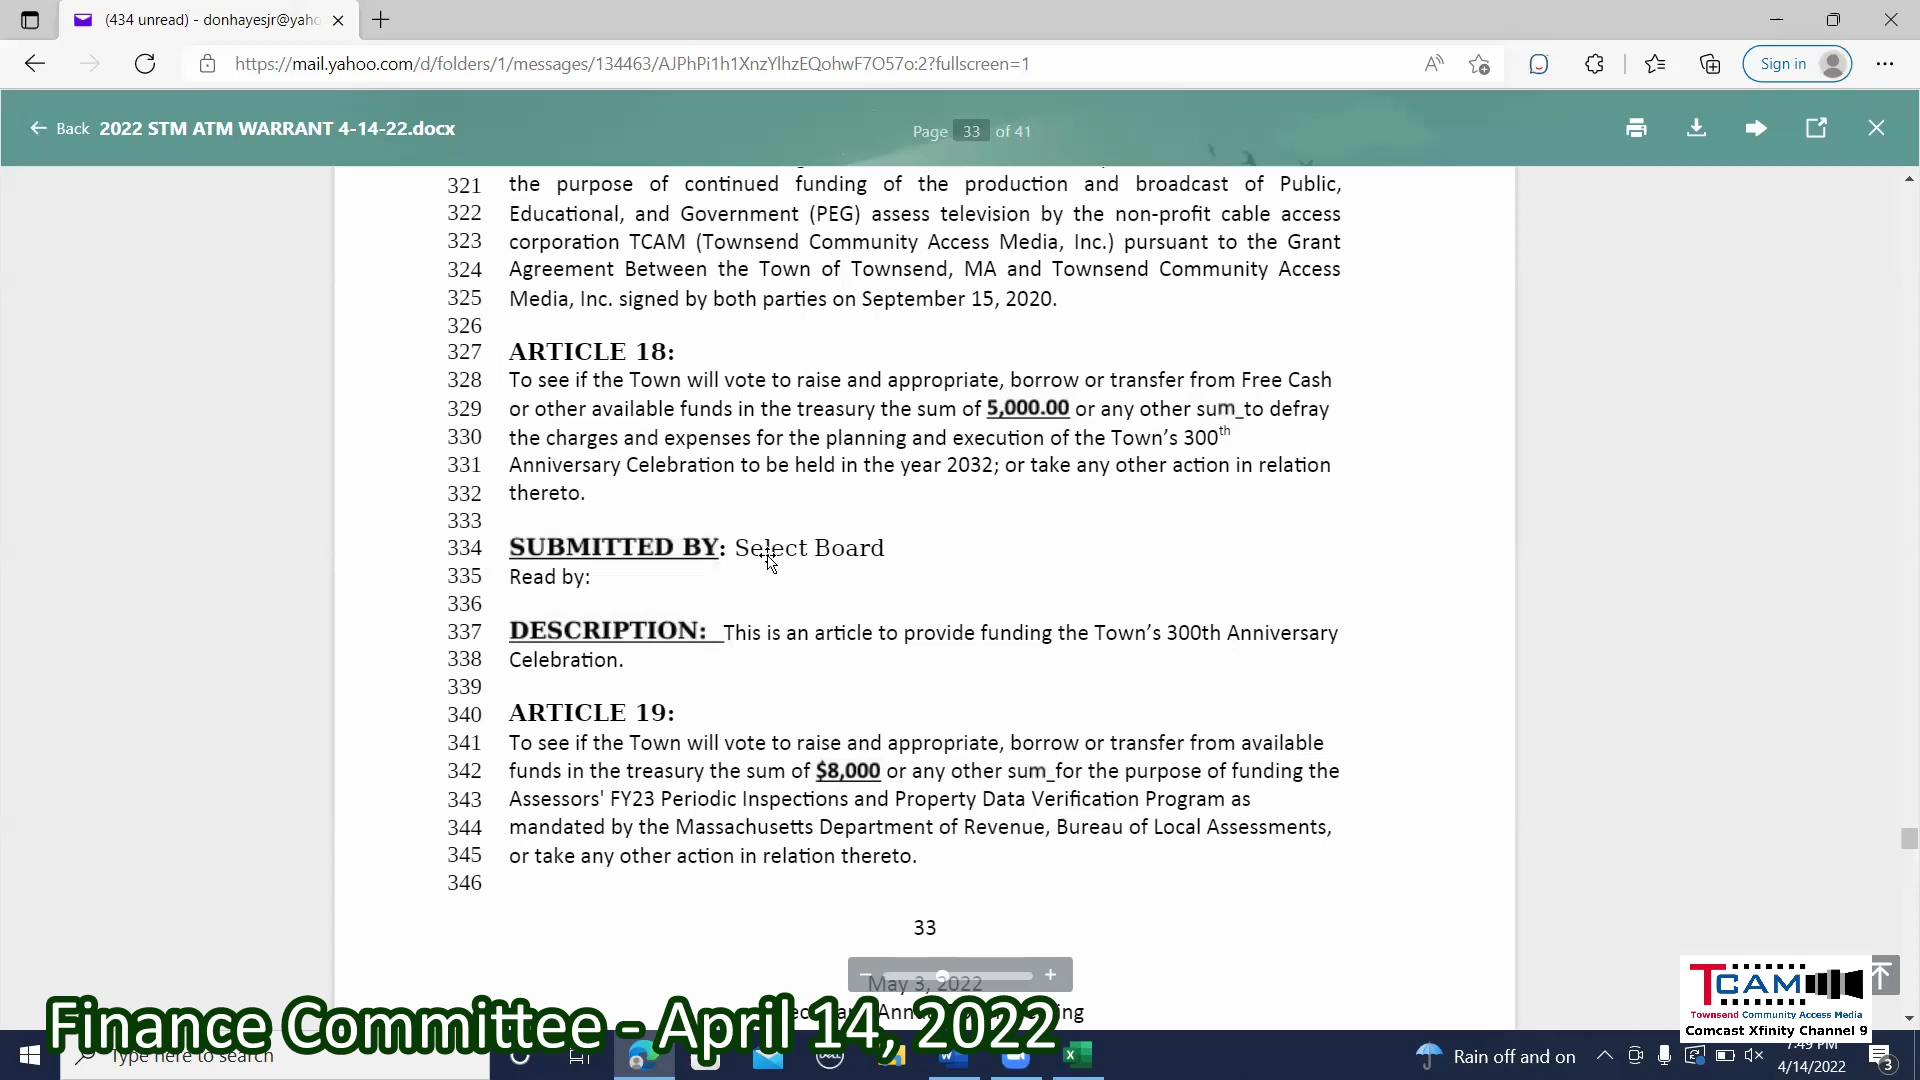 (434 unread) - donhayesjr@yaho
https://mail.yahoo.com/d/folders/1/messages/134463/AJPhPi1h1XnzYlhzEQohwF7O57o:2?fullscreen=1
Sign in
Back 2022 STM ATM WARRANT 4-14-22.docx
Page 33 of 41
321 the purpose of continued funding of the production and broadcast of Public,
322 Educational, and Government (PEG) assess television by the non-profit cable access
323 corporation TCAM (Townsend Community Access Media, Inc.) pursuant to the Grant
324 Agreement Between the Town of Townsend, MA and Townsend Community Access
325 Media, Inc. signed by both parties on September 15, 2020.
326
327 ARTICLE 18:
328 To see if the Town will vote to raise and appropriate, borrow or transfer from Free Cash
329 or other available funds in the treasury the sum of 5,000.00 or any other sum_to defray
330 the charges and expenses for the planning and execution of the Town’s 300th
331 Anniversary Celebration to be held in the year 2032; or take any other action in relation
332 thereto.
333
334 SUBMITTED BY: Select Board
335 Read by:
336
337 DESCRIPTION: This is an article to provide funding the Town’s 300th Anniversary
338 Celebration.
339
340 ARTICLE 19:
341 To see if the Town will vote to raise and appropriate, borrow or transfer from available
342 funds in the treasury the sum of $8,000 or any other sum_for the purpose of funding the
343 Assessors' FY23 Periodic Inspections and Property Data Verification Program as
344 mandated by the Massachusetts Department of Revenue, Bureau of Local Assessments,
345 or take any other action in relation thereto.
346
33
May 3, 2022
TCAM
Townsend Community Access Media
Comcast Xfinity Channel 9
Finance Committee - April 14, 2022
Type here to search
DELL
Rain off and on
7:49 PM
4/14/2022
3